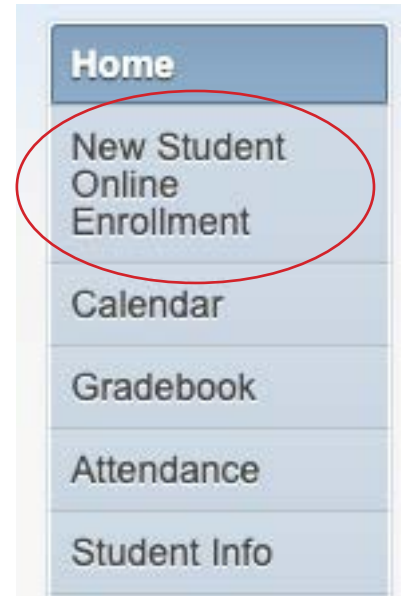 Home
New Student
Online
Enrollment
Calendar
Gradebook
Attendance
Student Info